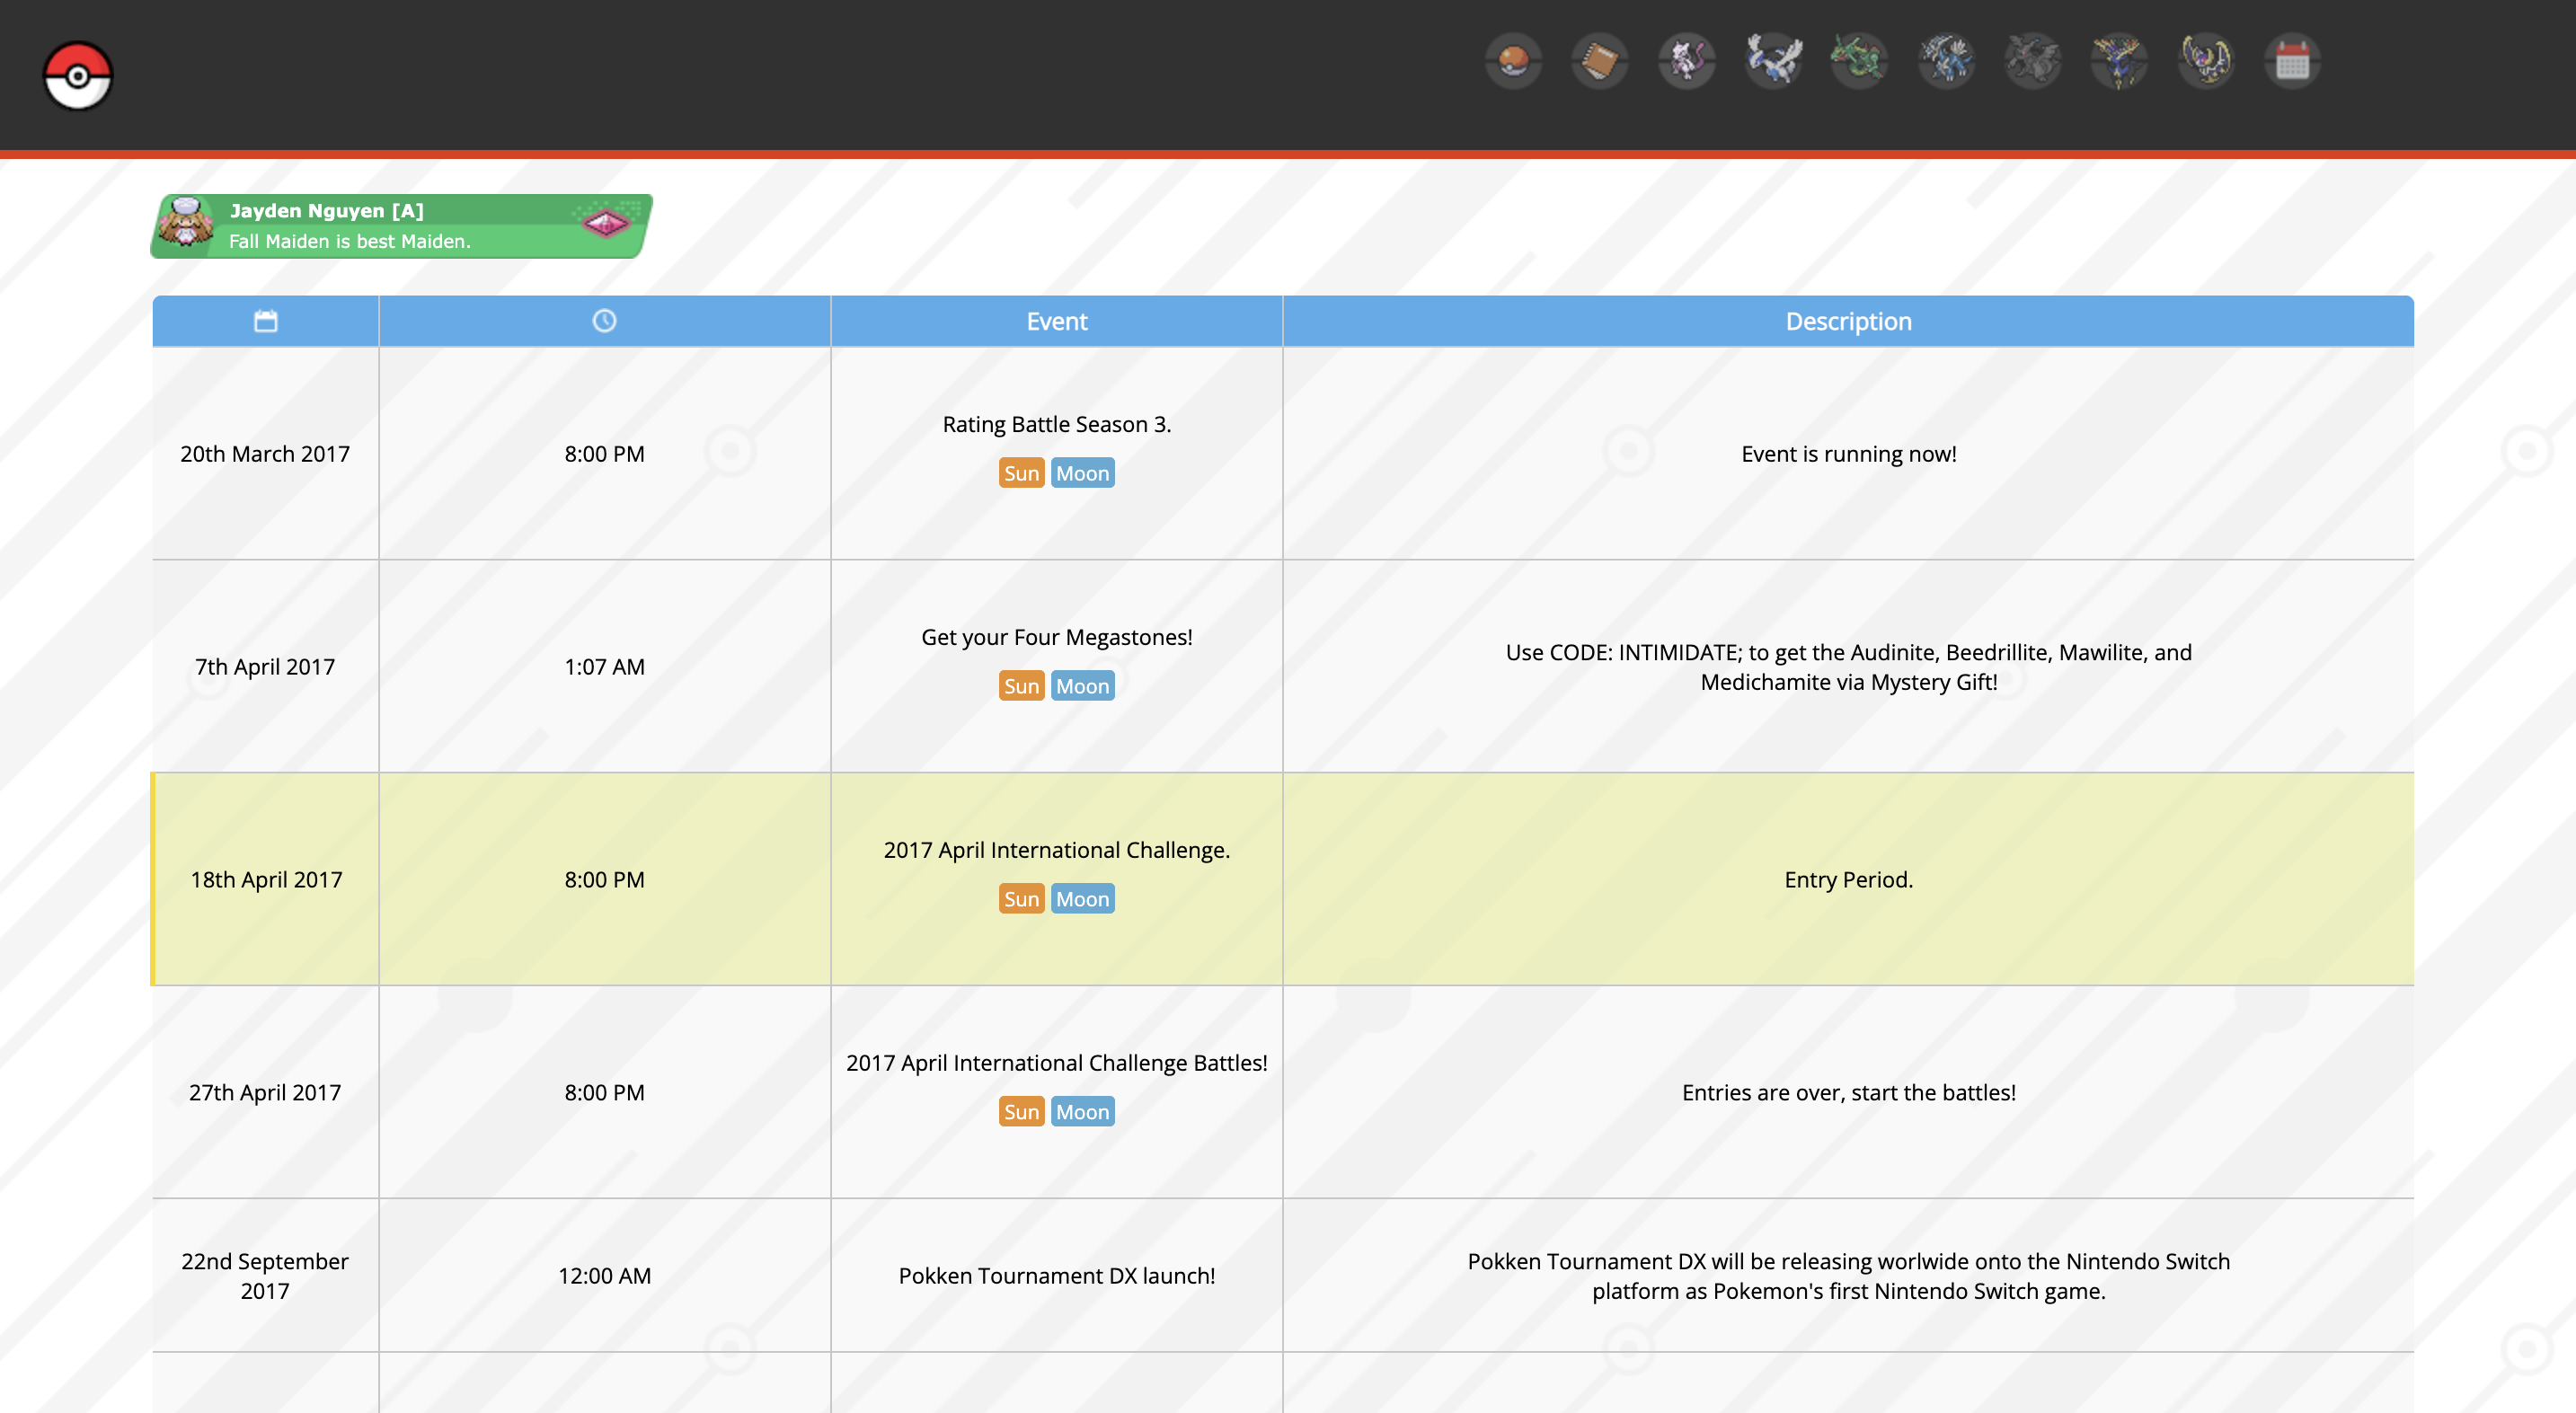 Jayden Nguyen [A]
Fall Maiden is best Maiden.
Event
Description
20th March 2017
8:00 PM
Rating Battle Season 3.
Sun Moon
Event is running now!
7th April 2017
1:07 AM
Get your Four Megastones!
Sun Moon
Use CODE: INTIMIDATE; to get the Audinite, Beedrillite, Mawilite, and
Medichamite via Mystery Gift!
18th April 2017
8:00 PM
2017 April International Challenge.
Sun Moon
Entry Period.
27th April 2017
8:00 PM
2017 April International Challenge Battles!
Sun Moon
Entries are over, start the battles!
22nd September
2017
12:00 AM
Pokken Tournament DX launch!
Pokken Tournament DX will be releasing worlwide onto the Nintendo Switch
platform as Pokemon's first Nintendo Switch game.